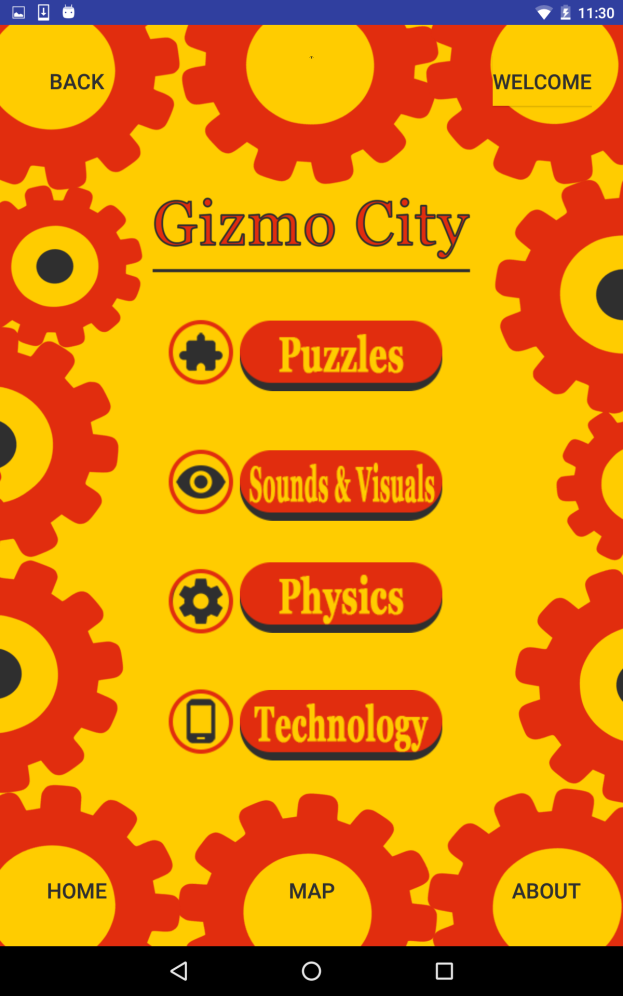 11:30
BACK
WELCOME
Gizmo City
Puzzles
Sounds & Visuals
Physics
Technology
HOME
MAP
ABOUT